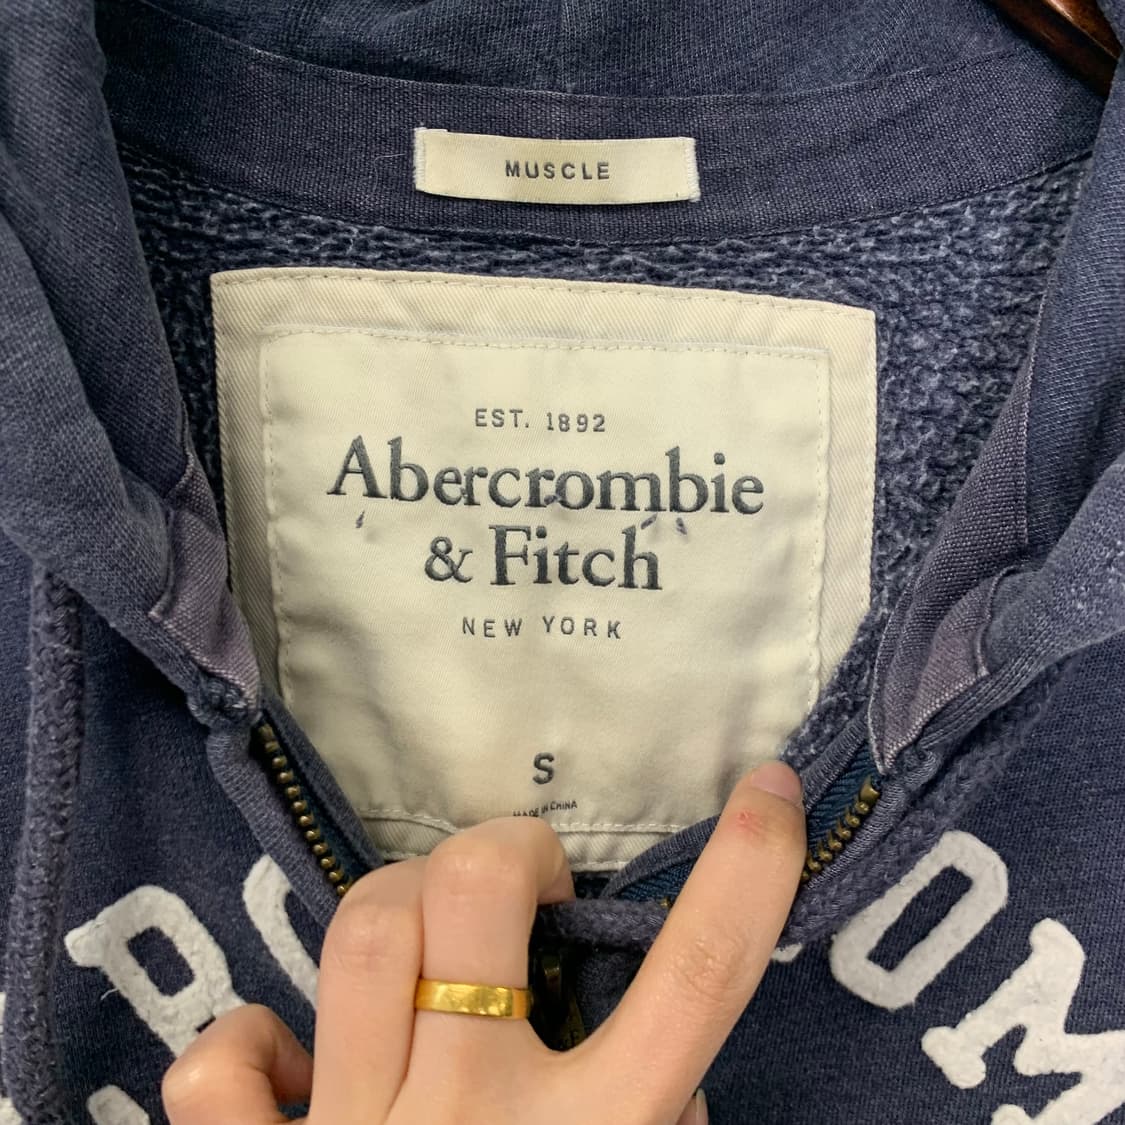 MUSCLE
EST. 1892
Abercrombie
& Fitch
NEW YORK
S
MADE IN CHINA